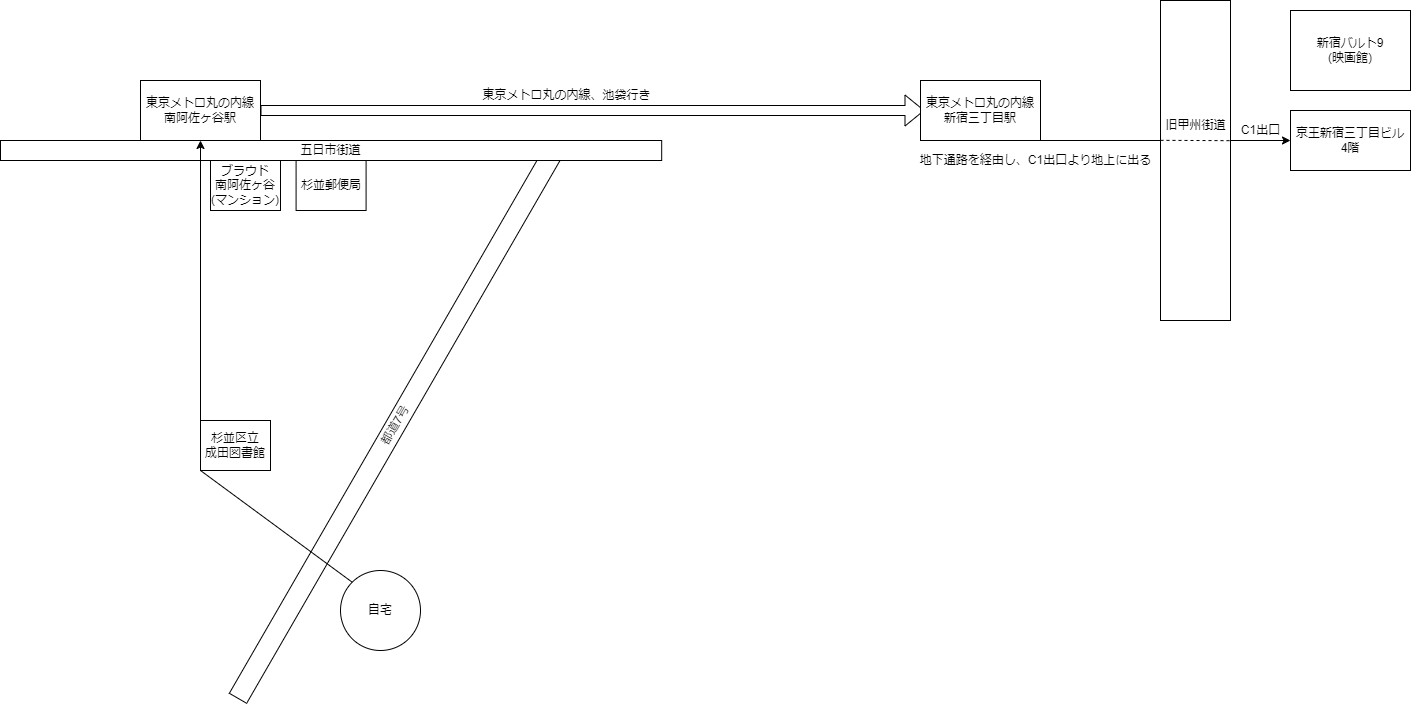 新宿バルト9
(映画館)
東京メトロ丸の内線
南阿佐ヶ谷駅
東京メトロ丸の内線、池袋行き
東京メトロ丸の内線
新宿三丁目駅
旧甲州街道
C1出口
京王新宿三丁目ビル
4階
五日市街道
地下通路を経由し、C1出口より地上に出る
プラウド
南阿佐ヶ谷
(マンション)
杉並郵便局
都道7号
杉並区立
成田図書館
自宅